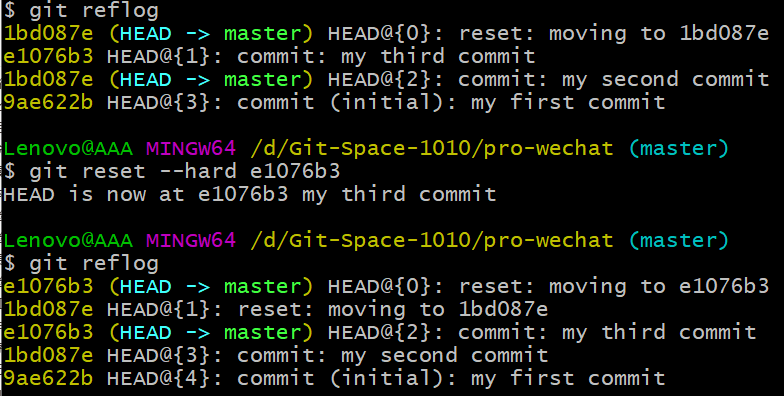 $ git reflog
1bd087e (HEAD -> master) HEAD@{0}: reset: moving to 1bd087e
e1076b3 HEAD@{1}: commit: my third commit
1bd087e (HEAD -> master) HEAD@{2}: commit: my second commit
9ae622b HEAD@{3}: commit (initial): my first commit
Lenovo@AAA MINGW64 /d/Git-Space-1010/pro-wechat (master)
$ git reset --hard e1076b3
HEAD is now at e1076b3 my third commit
Lenovo@AAA MINGW64 /d/Git-Space-1010/pro-wechat (master)
$ git reflog
e1076b3 (HEAD -> master) HEAD@{0}: reset: moving to e1076b3
1bd087e HEAD@{1}: reset: moving to 1bd087e
e1076b3 (HEAD -> master) HEAD@{2}: commit: my third commit
1bd087e HEAD@{3}: commit: my second commit
9ae622b HEAD@{4}: commit (initial): my first commit